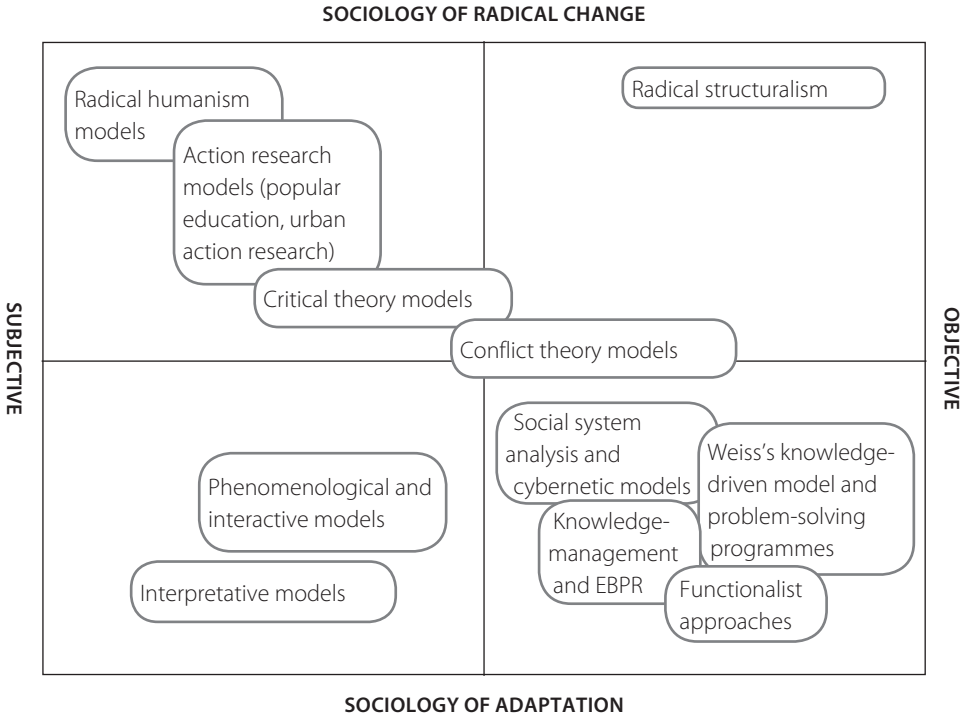 SOCIOLOGY OF RADICAL CHANGE
Radical humanism
models
Action research
models (popular
education, urban
action research)
Critical theory models
Radical structuralism
Conflict theory models
SUBJECTIVE
OBJECTIVE
Phenomenological and
interactive models
Interpretative models
Social system
analysis and
cybernetic models
Weiss’s knowledge-
driven model and
problem-solving
programmes
Knowledge-
management
and EBPR
Functionalist
approaches
SOCIOLOGY OF ADAPTATION